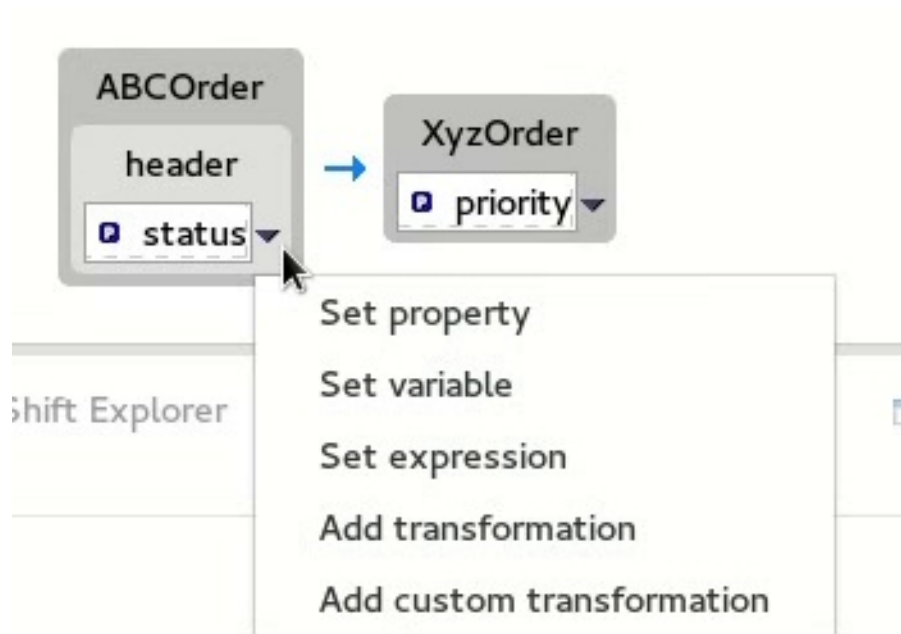 ABCOrder
header
status
XyzOrder
priority
Set property
Set variable
Shift Explorer
Set expression
Add transformation
Add custom transformation